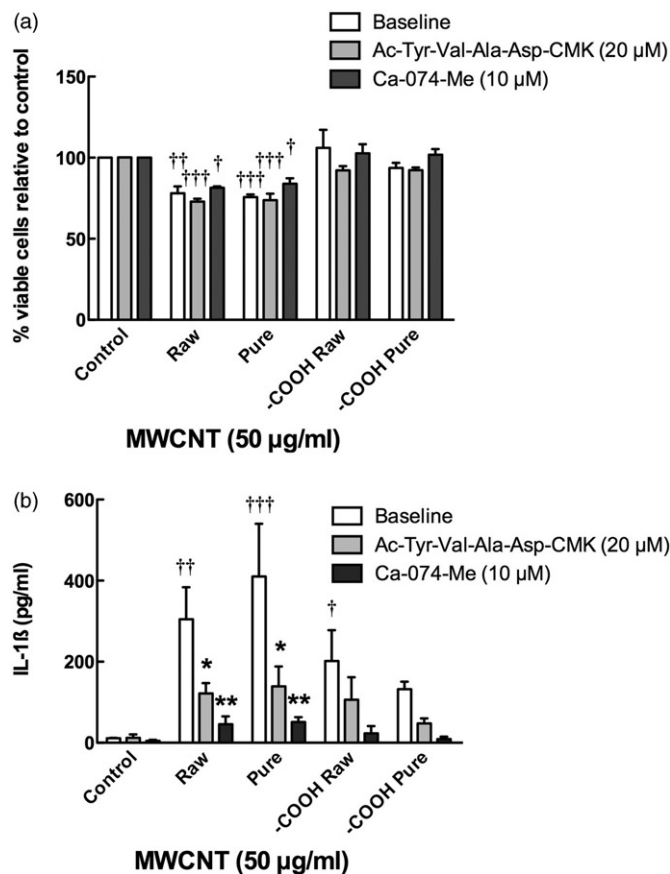 (a)
Baseline
Ac-Tyr-Val-Ala-Asp-CMK (20 µM)
Ca-074-Me (10 µM)
% viable cells relative to control
150
100
50
0
†† ††† †
††† ††† †
Control
Raw
Pure
-COOH Raw
-COOH Pure
MWCNT (50 µg/ml)
(b)
Baseline
Ac-Tyr-Val-Ala-Asp-CMK (20 µM)
Ca-074-Me (10 µM)
IL-1ß (pg/ml)
600
400
200
0
†† * **
††† * **
†
Control
Raw
Pure
-COOH Raw
-COOH Pure
MWCNT (50 µg/ml)